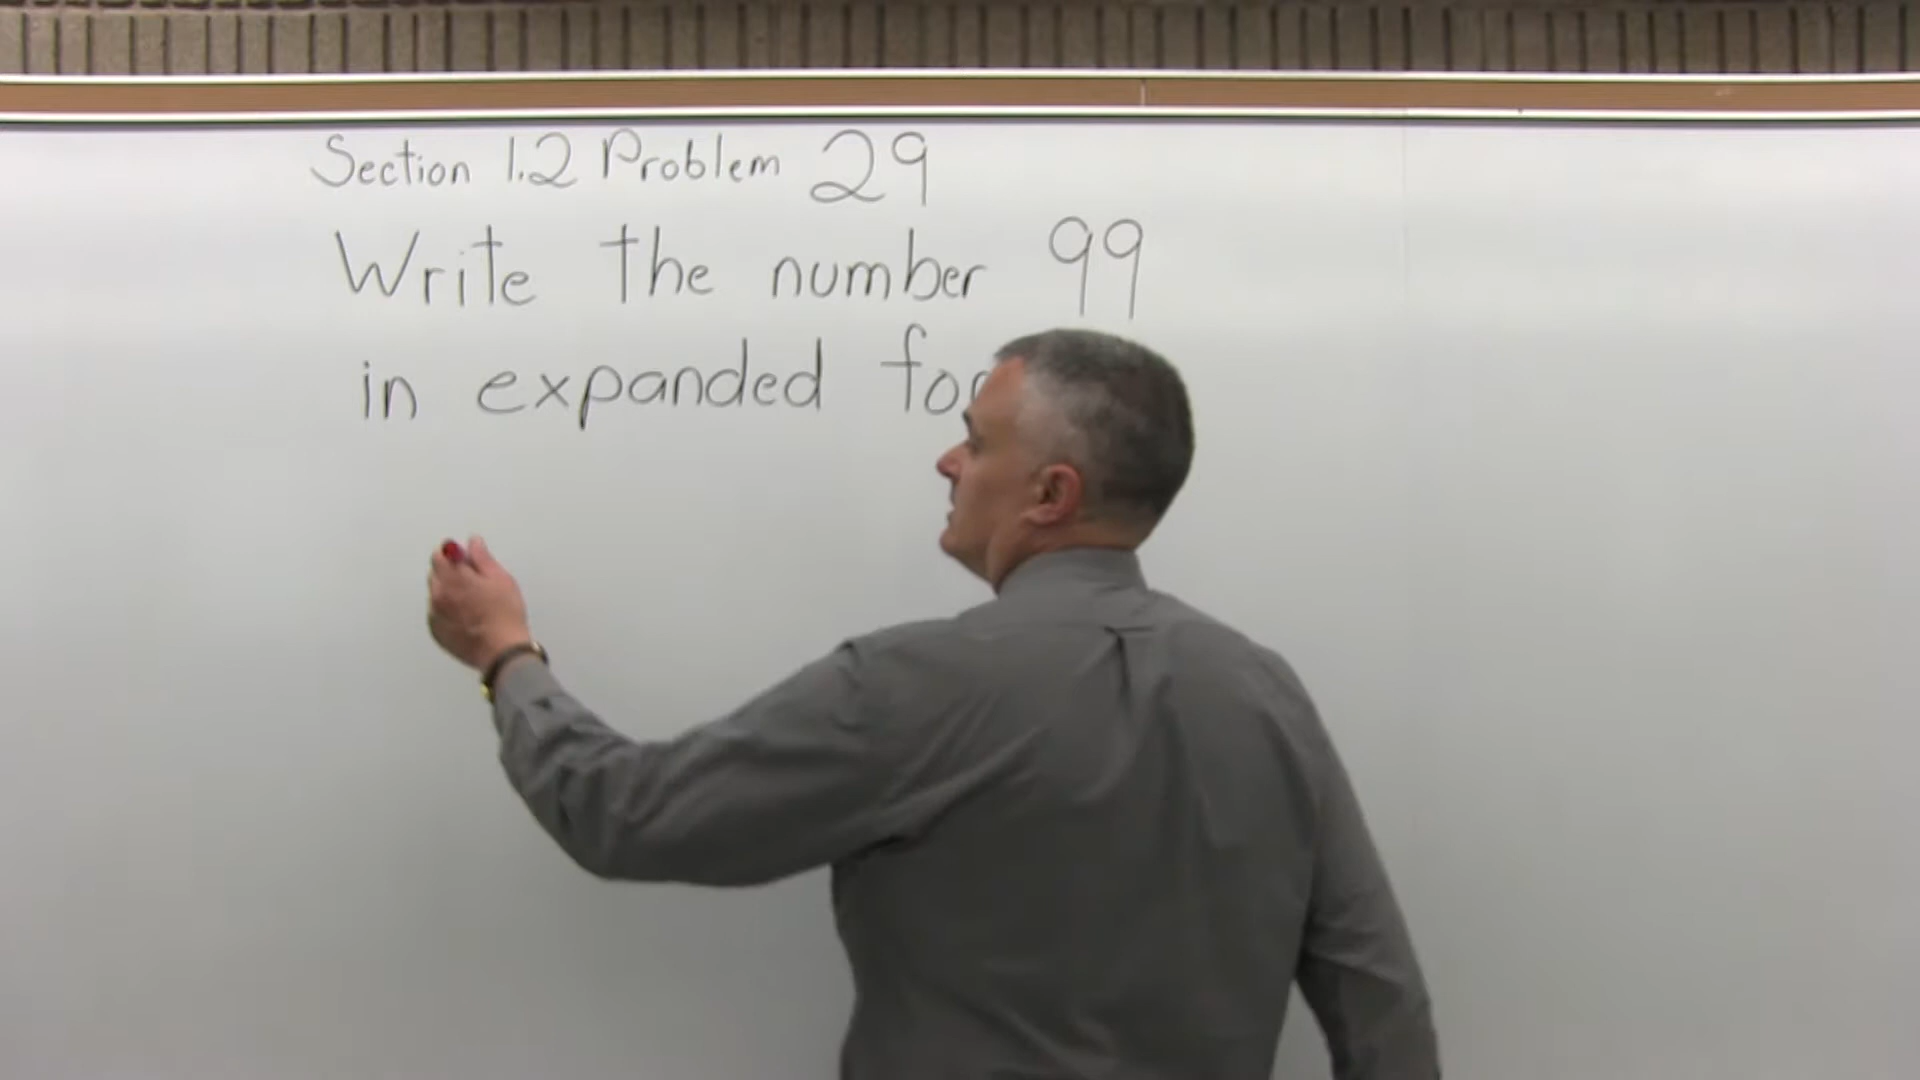 Section 1.2 Problem 29
Write the number 99
in expanded